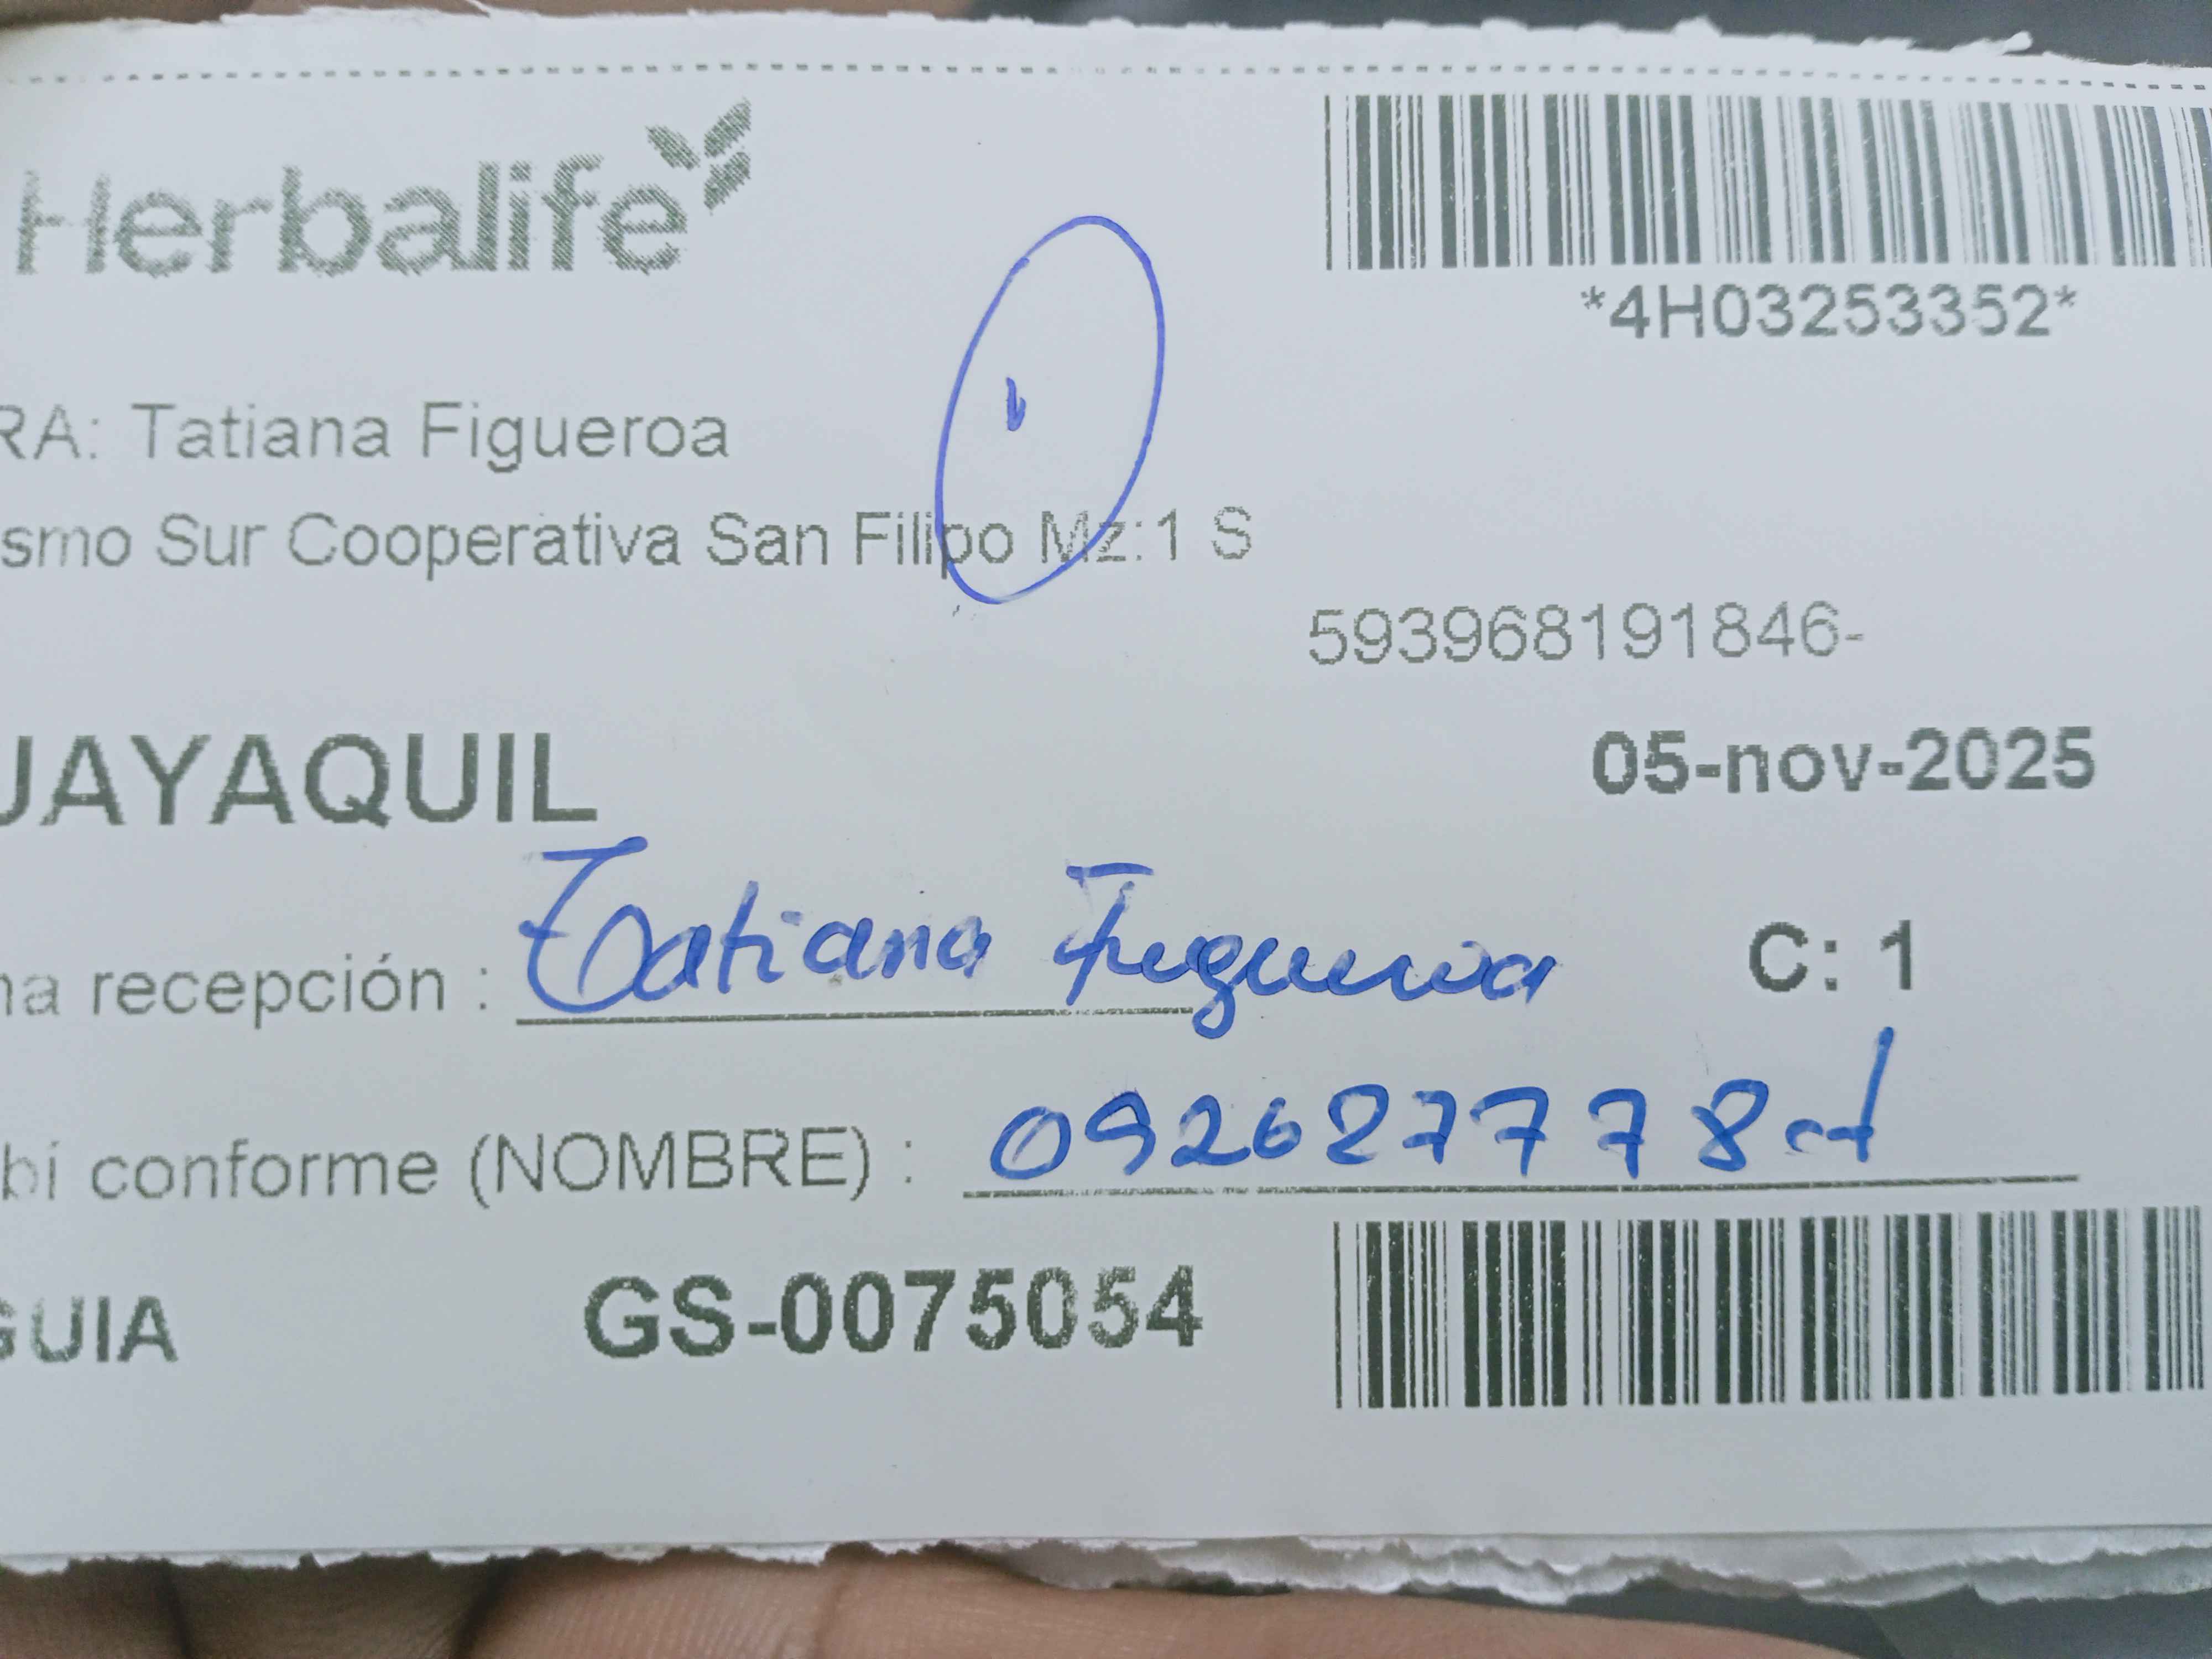 Herbalife
*4H03253352*
RA: Tatiana Figueroa
smo Sur Cooperativa San Filipo Mz:1 S
593968191846-
UAYAQUIL
05-nov-2025
na recepción : Tatiana Figueroa
C: 1
bí conforme (NOMBRE) :
GUIA GS-0075054